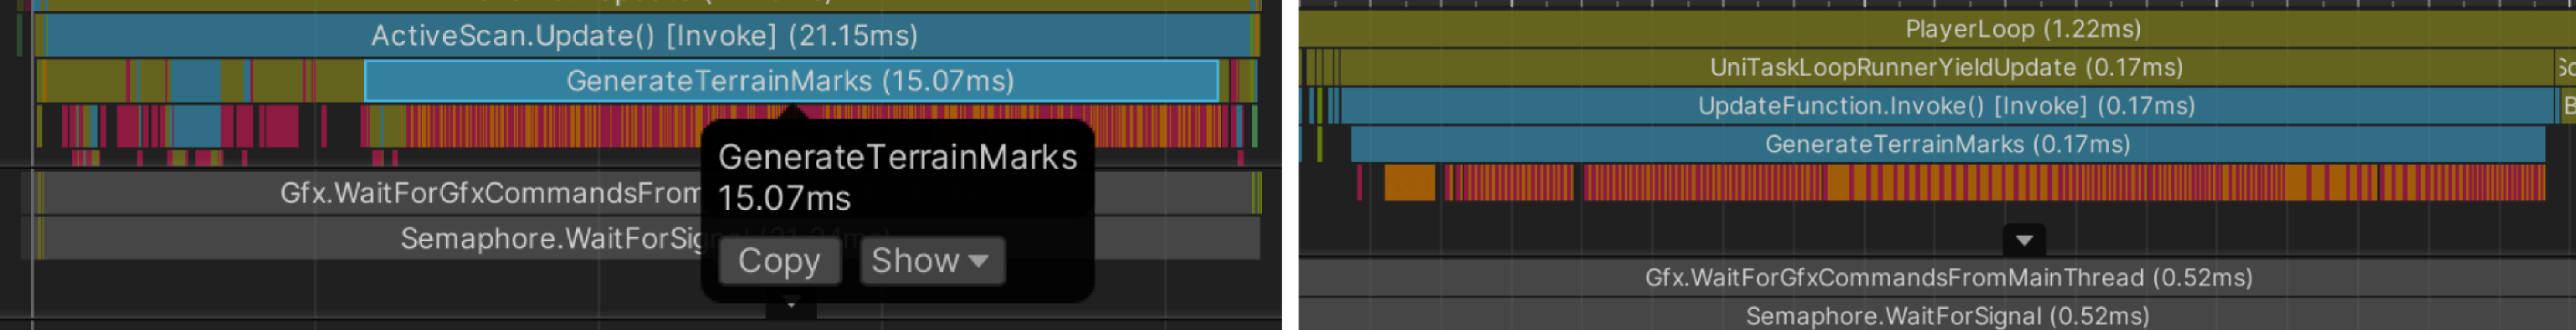 ActiveScan.Update() [Invoke] (21.15ms)
GenerateTerrainMarks (15.07ms)
GenerateTerrainMarks
15.07ms
Gfx.WaitForGfxCommandsFrom
Semaphore.WaitForSig
Copy
Show
PlayerLoop (1.22ms)
UniTaskLoopRunnerYieldUpdate (0.17ms)
UpdateFunction.Invoke() [Invoke] (0.17ms)
B
GenerateTerrainMarks (0.17ms)
Gfx.WaitForGfxCommandsFromMainThread (0.52ms)
Semaphore.WaitForSignal (0.52ms)